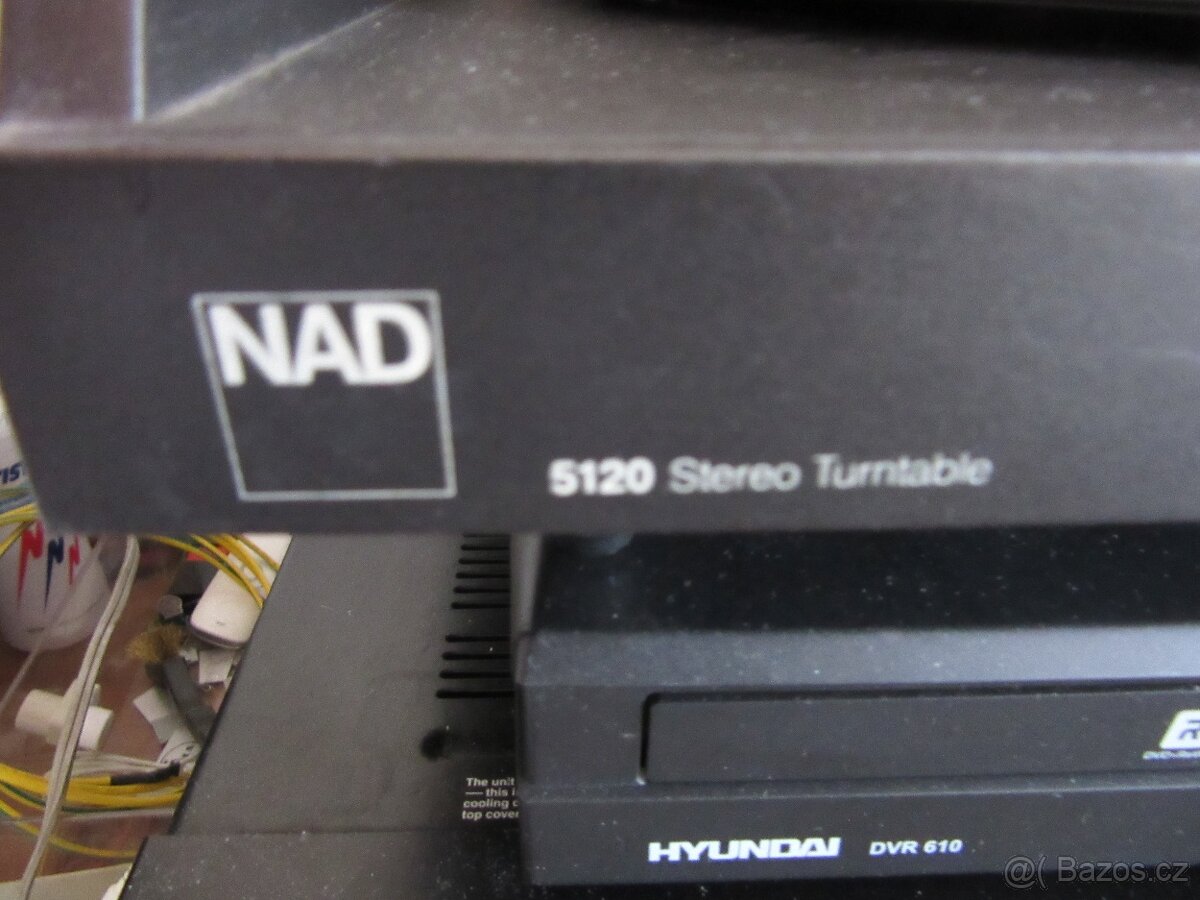 NAD
5120 Stereo Turntable
The unit
— this i
cooling
top cover
HYUNDAI DVR 610
@( Bazos.cz